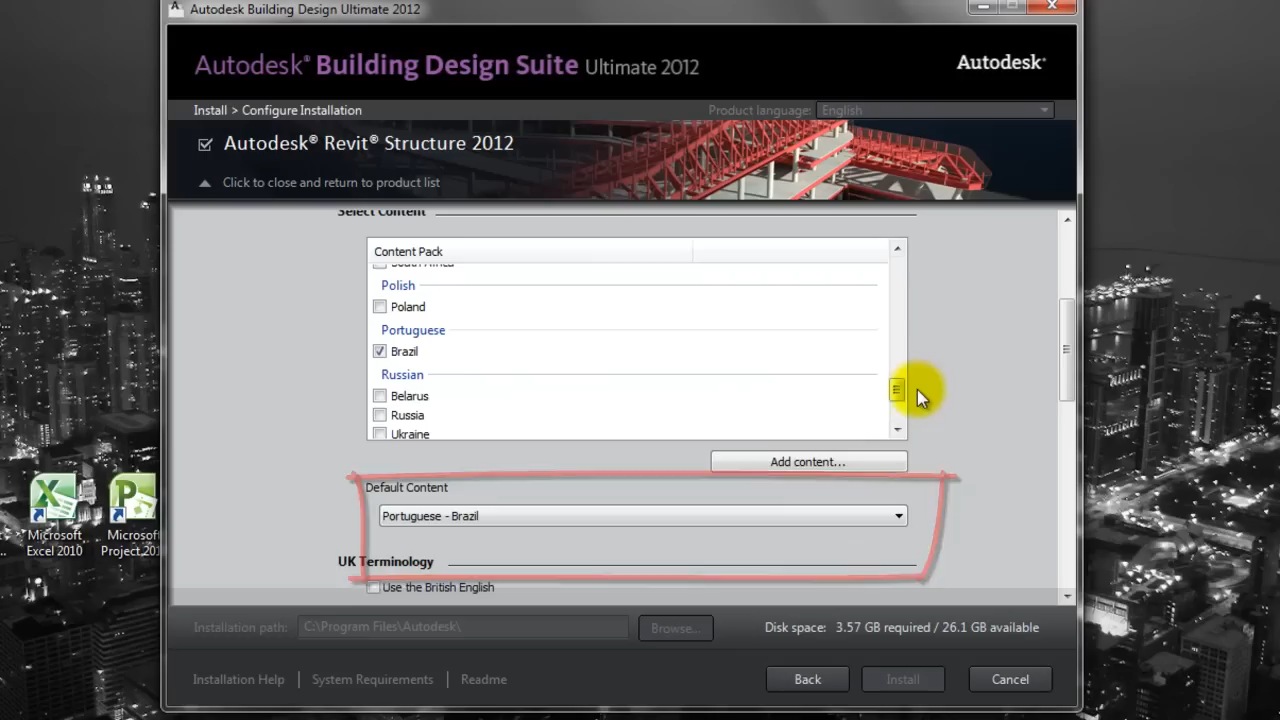 Autodesk Building Design Ultimate 2012
Autodesk® Building Design Suite Ultimate 2012
Autodesk®
Install > Configure Installation
Product language: English
Autodesk® Revit® Structure 2012
Click to close and return to product list
Select Content
Content Pack
South Africa
Polish
Poland
Portuguese
Brazil
Russian
Belarus
Russia
Ukraine
Add content...
Default Content
Portuguese - Brazil
UK Terminology
Use the British English
Microsoft
Excel 2010
Microsof
Project 201
Installation path: C:\Program Files\Autodesk\ Browse... Disk space: 3.57 GB required / 26.1 GB available
Installation Help | System Requirements | Readme Back Install Cancel